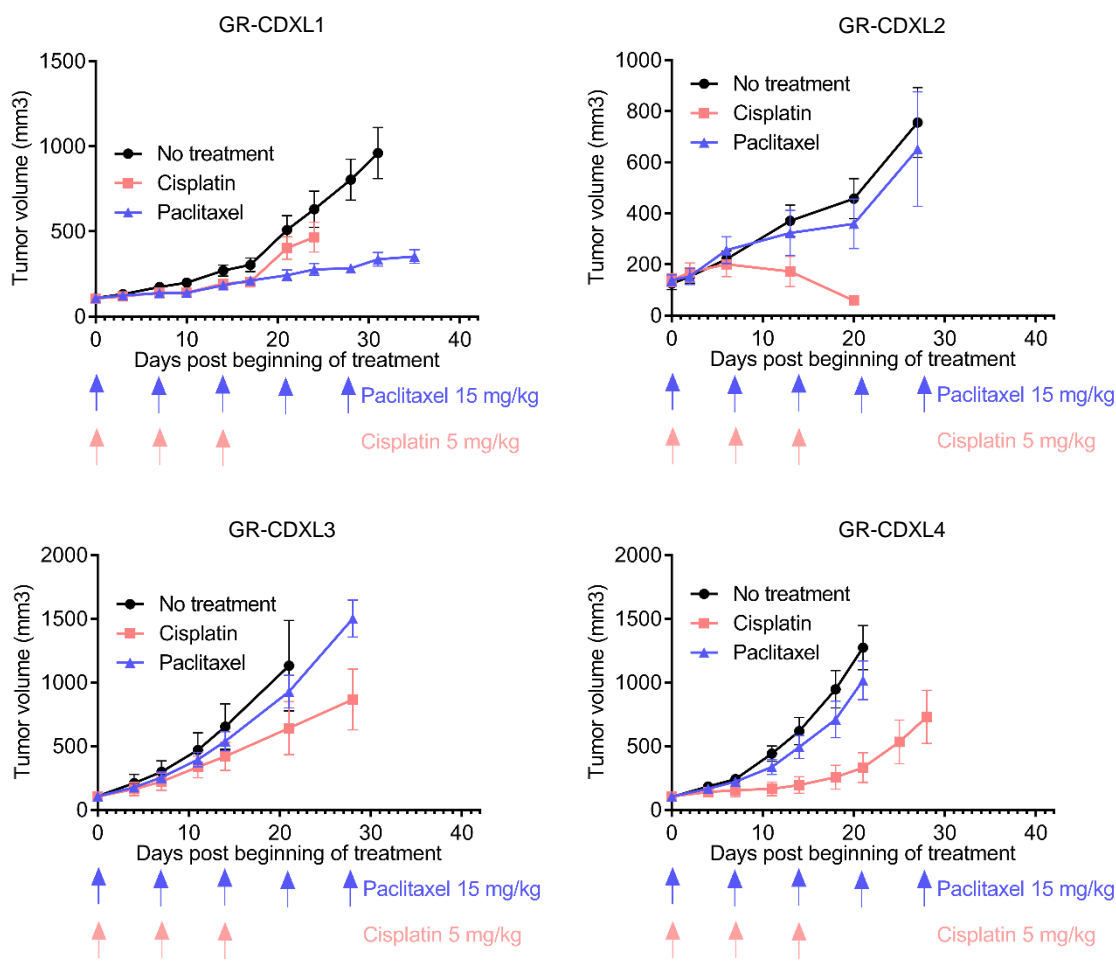 GR-CDXL1
1500
1000
500
0
Tumor volume (mm3)
No treatment
Cisplatin
Paclitaxel
0 10 20 30 40
Days post beginning of treatment
Paclitaxel 15 mg/kg
Cisplatin 5 mg/kg
GR-CDXL2
1000
800
600
400
200
0
Tumor volume (mm3)
No treatment
Cisplatin
Paclitaxel
0 10 20 30 40
Days post beginning of treatment
Paclitaxel 15 mg/kg
Cisplatin 5 mg/kg
GR-CDXL3
2000
1500
1000
500
0
Tumor volume (mm3)
No treatment
Cisplatin
Paclitaxel
0 10 20 30 40
Days post beginning of treatment
Paclitaxel 15 mg/kg
Cisplatin 5 mg/kg
GR-CDXL4
2000
1500
1000
500
0
Tumor volume (mm3)
No treatment
Cisplatin
Paclitaxel
0 10 20 30 40
Days post beginning of treatment
Paclitaxel 15 mg/kg
Cisplatin 5 mg/kg